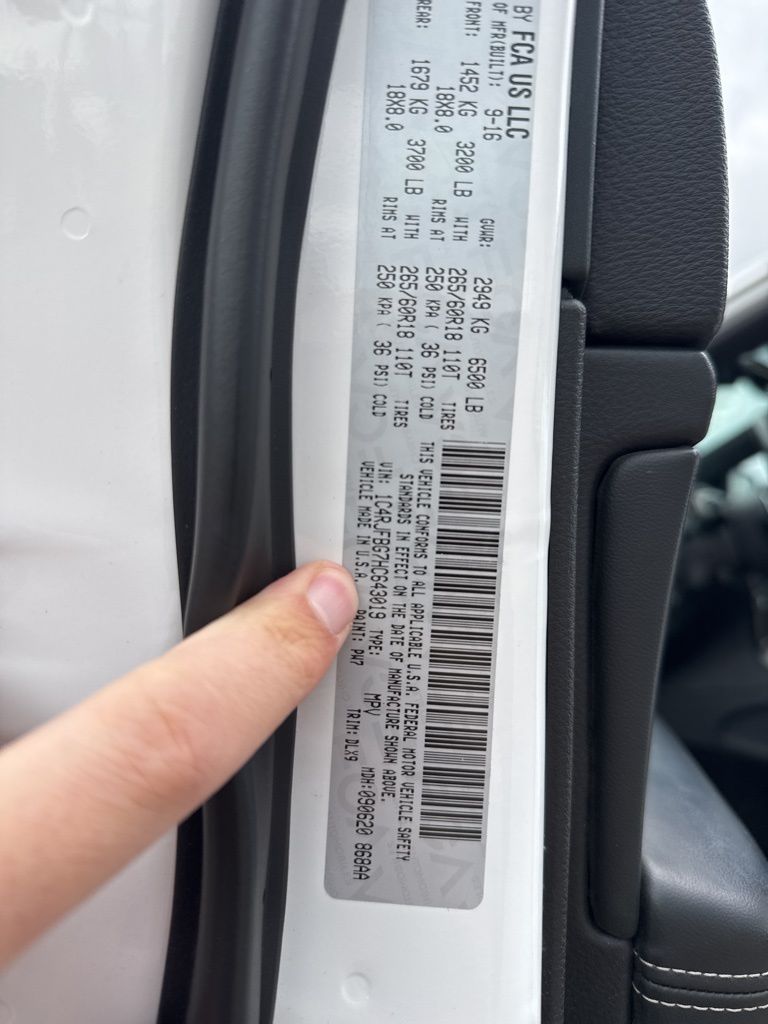 BY FCA US LLC
OF MFR(BUILT): 9-16 GVWR: 2949 KG 6500 LB
FRONT: 1452 KG 3200 LB WITH 265/60R18 110T TIRES
18X8.0 RIMS AT 250 KPA ( 36 PSI) COLD
REAR: 1679 KG 3700 LB WITH 265/60R18 110T TIRES
18X8.0 RIMS AT 250 KPA ( 36 PSI) COLD
THIS VEHICLE CONFORMS TO ALL APPLICABLE U.S.A. FEDERAL MOTOR VEHICLE SAFETY
STANDARDS IN EFFECT ON THE DATE OF MANUFACTURE SHOWN ABOVE.
VIN: 1C4RJFBG7HC643019 TYPE: MPV MDH:090620 868AA
VEHICLE MADE IN U.S.A. PAINT: PW7 TRIM: DLX9